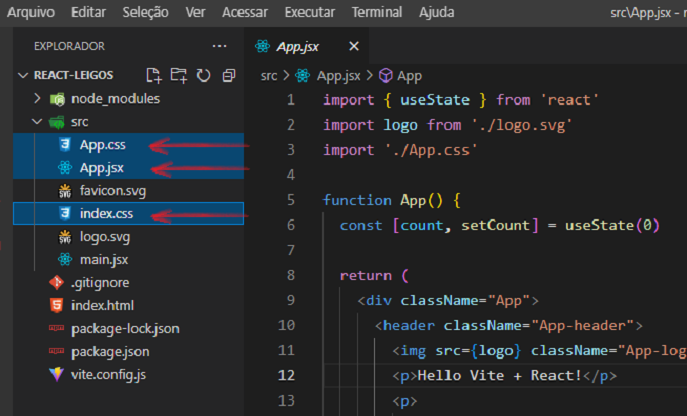 Arquivo Editar Seleção Ver Acessar Executar Terminal Ajuda src\App.jsx - r
EXPLORADOR ...
REACT-LEIGOS
node_modules
src
App.css
App.jsx
favicon.svg
index.css
logo.svg
main.jsx
.gitignore
index.html
package-lock.json
package.json
vite.config.js
App.jsx
src > App.jsx > App
1 import { useState } from 'react'
2 import logo from './logo.svg'
3 import './App.css'
4
5 function App() {
6 const [count, setCount] = useState(0)
7
8 return (
9 <div className="App">
10 <header className="App-header">
11 <img src={logo} className="App-log
12 <p>Hello Vite + React!</p>
13 <p>